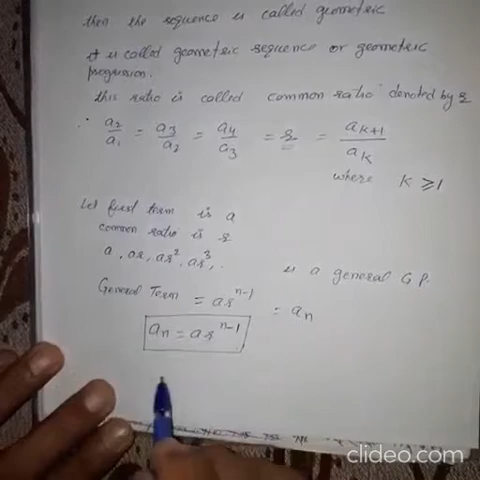 then the sequence is called geometric
it is called geometric sequence or geometric
progression.
this ratio is called common ratio denoted by r
∴ a₂/a₁ = a₃/a₂ = a₄/a₃ = r = aₖ₊₁/aₖ
where k ≥ 1
Let first term is a
common ratio is r
a, ar, ar², ar³, .. is a general G.P.
General Term = arⁿ⁻¹ = aₙ
aₙ = arⁿ⁻¹
clideo.com